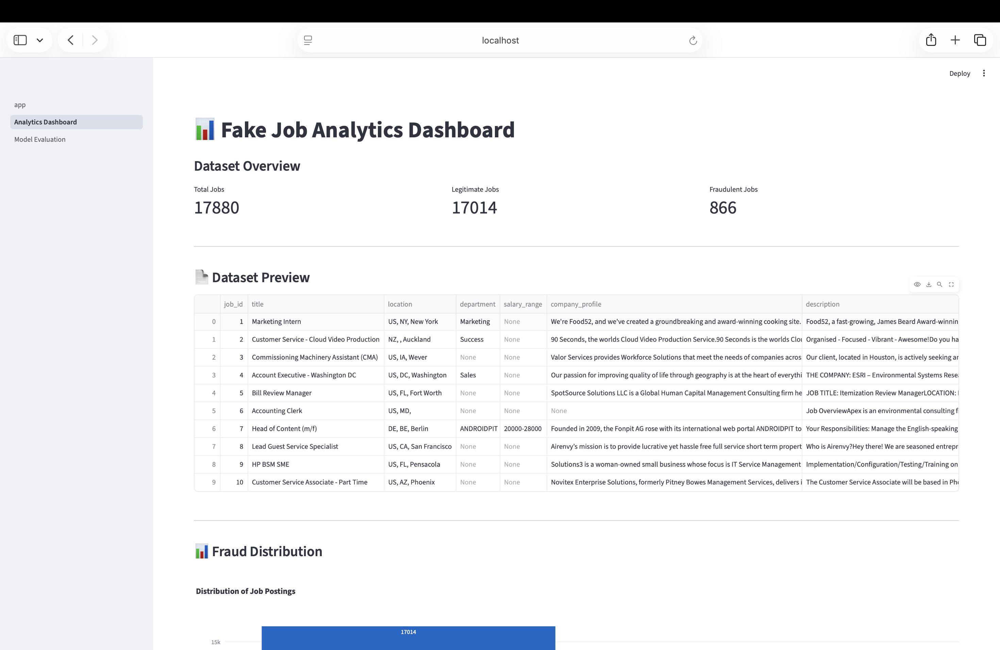 localhost
Deploy
app
Analytics Dashboard
Model Evaluation
Fake Job Analytics Dashboard
Dataset Overview
Total Jobs Legitimate Jobs Fraudulent Jobs
17880 17014 866
Dataset Preview
job_id title location department salary_range company_profile description
0 1 Marketing Intern US, NY, New York Marketing None We're Food52, and we've created a groundbreaking and award-winning cooking site. Food52, a fast-growing, James Beard Award-winnin
1 2 Customer Service - Cloud Video Production NZ, , Auckland Success None 90 Seconds, the worlds Cloud Video Production Service.90 Seconds is the worlds Clou Organised - Focused - Vibrant - Awesome!Do you ha
2 3 Commissioning Machinery Assistant (CMA) US, IA, Wever None None Valor Services provides Workforce Solutions that meet the needs of companies acros Our client, located in Houston, is actively seeking an
3 4 Account Executive - Washington DC US, DC, Washington Sales None Our passion for improving quality of life through geography is at the heart of everythi THE COMPANY: ESRI – Environmental Systems Rese
4 5 Bill Review Manager US, FL, Fort Worth None None SpotSource Solutions LLC is a Global Human Capital Management Consulting firm he JOB TITLE: Itemization Review ManagerLOCATION:
5 6 Accounting Clerk US, MD, None None None Job OverviewApex is an environmental consulting f
6 7 Head of Content (m/f) DE, BE, Berlin ANDROIDPIT 20000-28000 Founded in 2009, the Fonpit AG rose with its international web portal ANDROIDPIT to Your Responsibilities: Manage the English-speaking
7 8 Lead Guest Service Specialist US, CA, San Francisco None None Airenvy’s mission is to provide lucrative yet hassle free full service short term propert Who is Airenvy?Hey there! We are seasoned entrepr
8 9 HP BSM SME US, FL, Pensacola None None Solutions3 is a woman-owned small business whose focus is IT Service Management Implementation/Configuration/Testing/Training on
9 10 Customer Service Associate - Part Time US, AZ, Phoenix None None Novitex Enterprise Solutions, formerly Pitney Bowes Management Services, delivers i The Customer Service Associate will be based in Pho
Fraud Distribution
Distribution of Job Postings
17014
15k